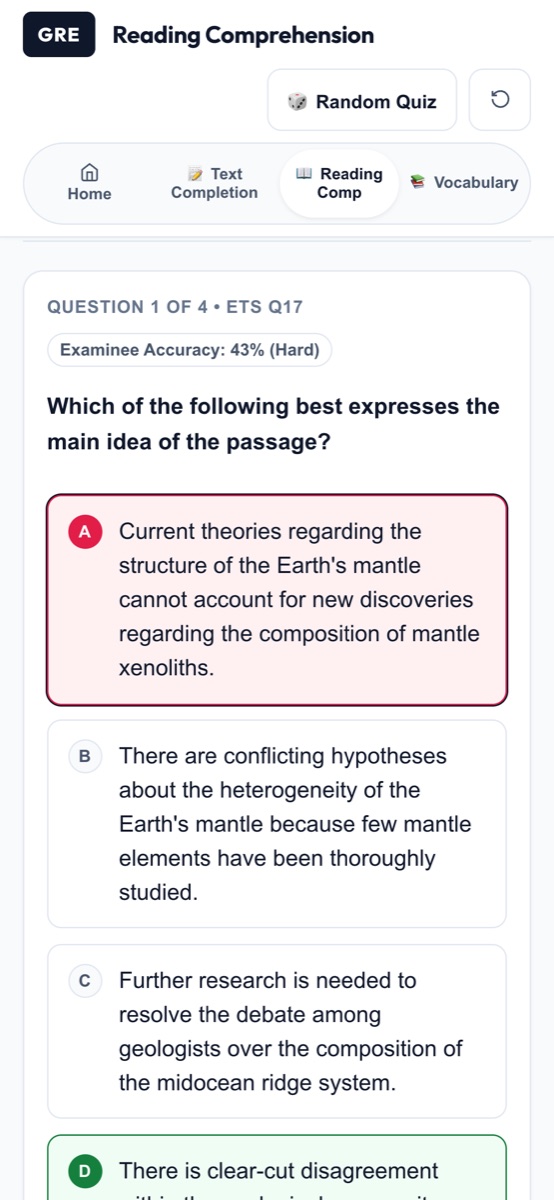 GRE Reading Comprehension
Random Quiz
Home
Text
Completion
Reading
Comp
Vocabulary
QUESTION 1 OF 4 • ETS Q17
Examinee Accuracy: 43% (Hard)
Which of the following best expresses the
main idea of the passage?
A Current theories regarding the
structure of the Earth's mantle
cannot account for new discoveries
regarding the composition of mantle
xenoliths.
B There are conflicting hypotheses
about the heterogeneity of the
Earth's mantle because few mantle
elements have been thoroughly
studied.
C Further research is needed to
resolve the debate among
geologists over the composition of
the midocean ridge system.
D There is clear-cut disagreement